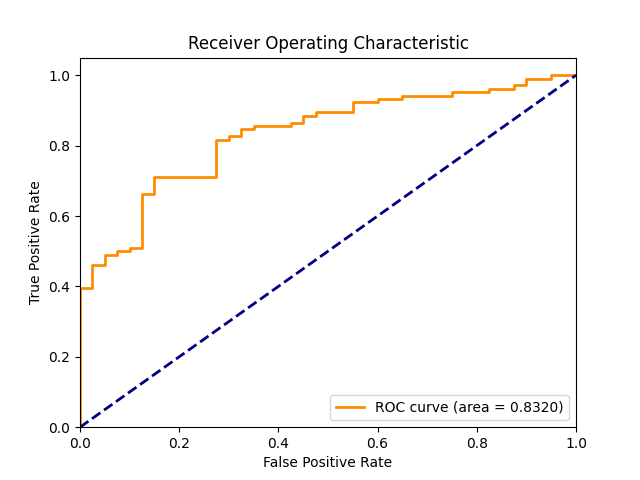 Receiver Operating Characteristic
True Positive Rate
1.0
0.8
0.6
0.4
0.2
0.0
0.0 0.2 0.4 0.6 0.8 1.0
False Positive Rate
ROC curve (area = 0.8320)